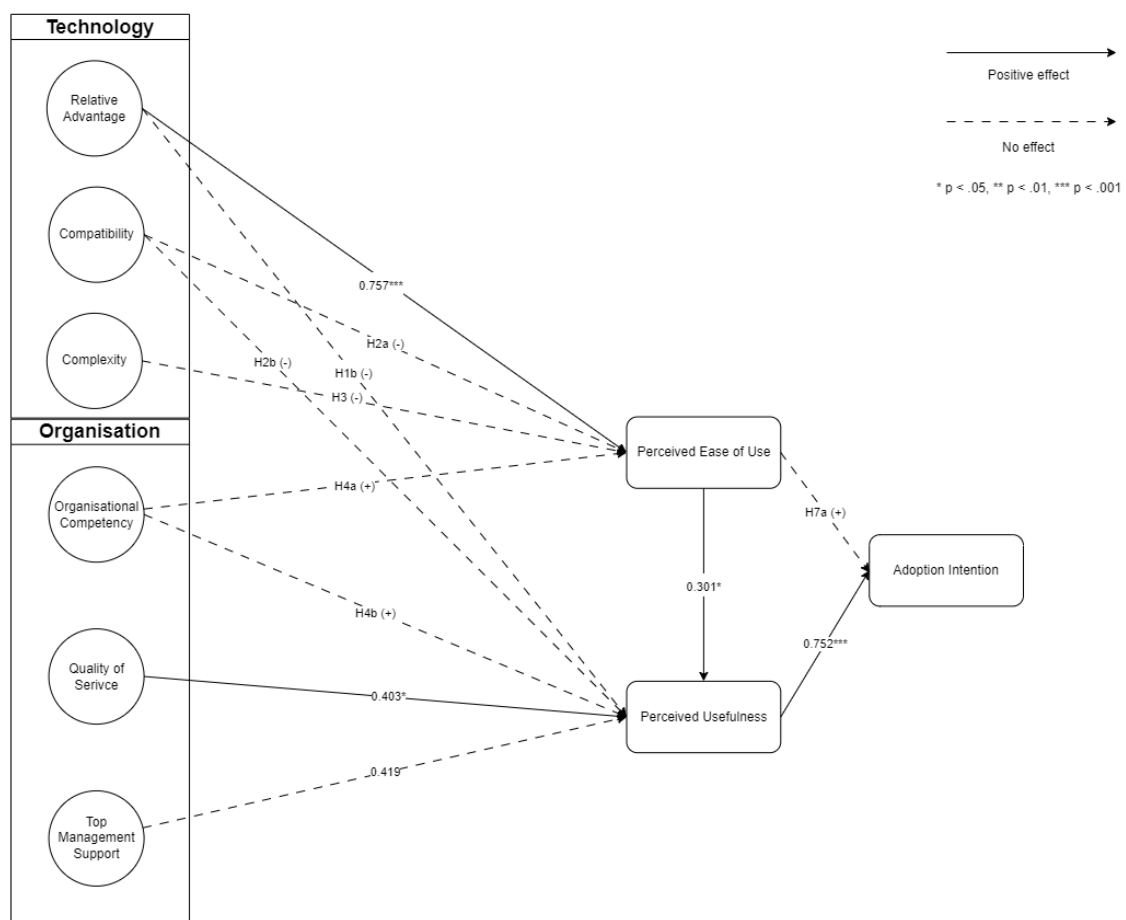 Technology
Relative
Advantage
Compatibility
Complexity
Organisation
Organisational
Competency
Quality of
Serivce
Top
Management
Support
0.757***
H2a (-)
H2b (-)
H1b (-)
H3 (-)
H4a (+)
H4b (+)
0.403*
0.419
Perceived Ease of Use
0.301*
Perceived Usefulness
H7a (+)
0.752***
Adoption Intention
Positive effect
No effect
* p < .05, ** p < .01, *** p < .001